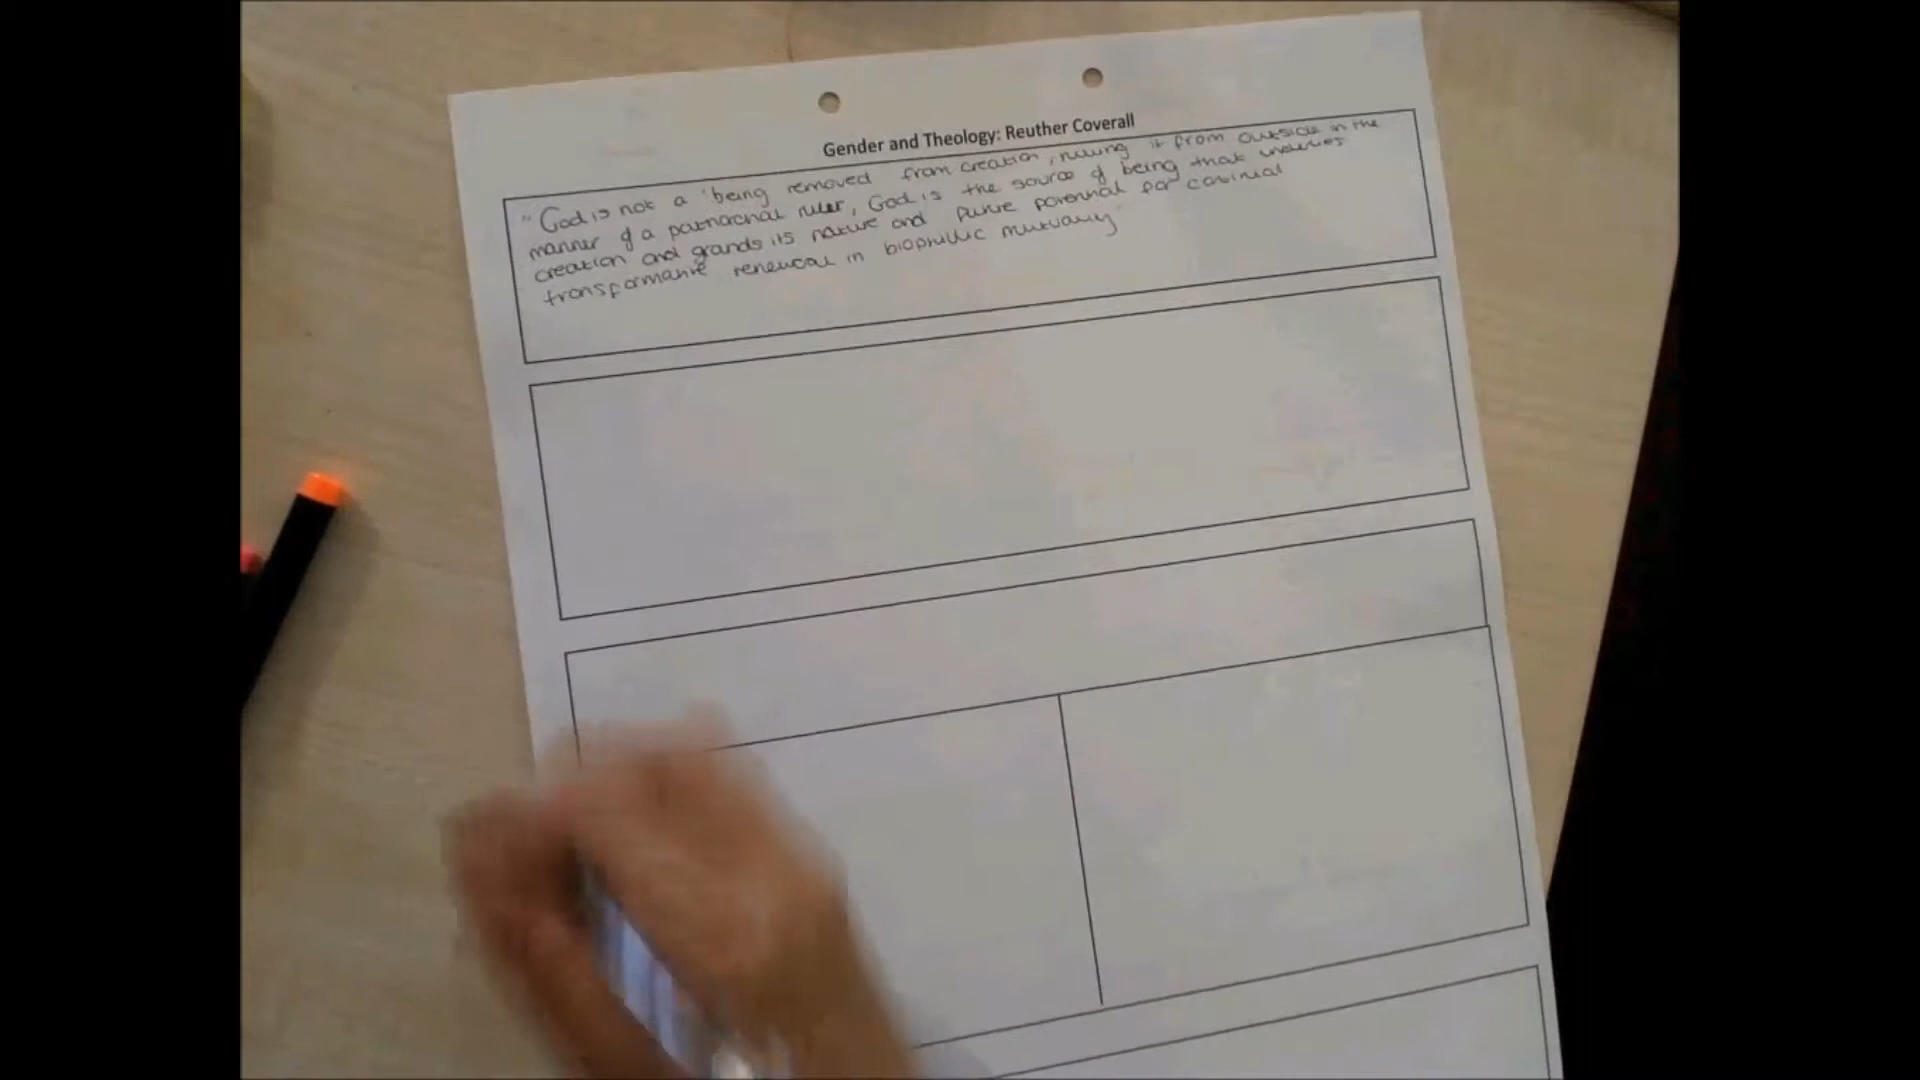 Gender and Theology: Reuther Coverall
"God is not a 'being removed from creation, ruling it from outside in the
manner of a patriarchal ruler, God is the source of being that underlies
creation and grands its nature and future for continual
transformative renewal in biophilic mutuality"